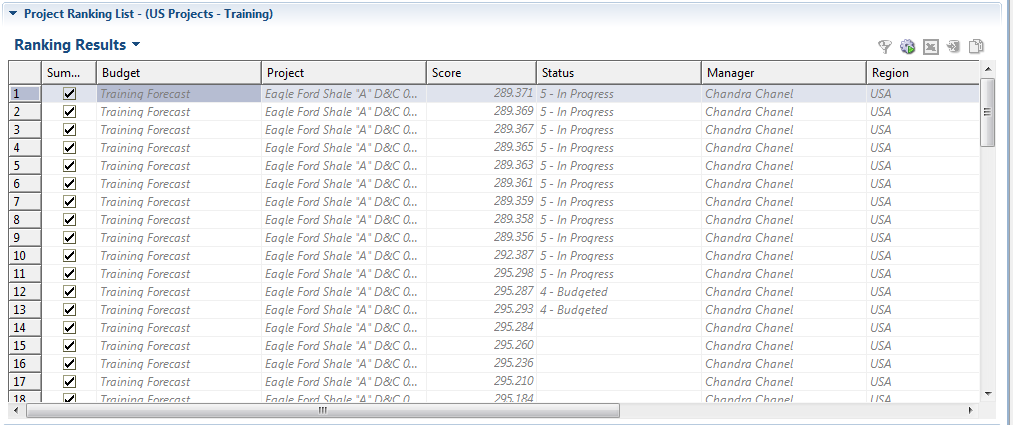 Project Ranking List - (US Projects - Training)
Ranking Results
Sum... Budget Project Score Status Manager Region
1 Training Forecast Eagle Ford Shale "A" D&C 0... 289.371 5 - In Progress Chandra Chanel USA
2 Training Forecast Eagle Ford Shale "A" D&C 0... 289.369 5 - In Progress Chandra Chanel USA
3 Training Forecast Eagle Ford Shale "A" D&C 0... 289.367 5 - In Progress Chandra Chanel USA
4 Training Forecast Eagle Ford Shale "A" D&C 0... 289.365 5 - In Progress Chandra Chanel USA
5 Training Forecast Eagle Ford Shale "A" D&C 0... 289.363 5 - In Progress Chandra Chanel USA
6 Training Forecast Eagle Ford Shale "A" D&C 0... 289.361 5 - In Progress Chandra Chanel USA
7 Training Forecast Eagle Ford Shale "A" D&C 0... 289.359 5 - In Progress Chandra Chanel USA
8 Training Forecast Eagle Ford Shale "A" D&C 0... 289.358 5 - In Progress Chandra Chanel USA
9 Training Forecast Eagle Ford Shale "A" D&C 0... 289.356 5 - In Progress Chandra Chanel USA
10 Training Forecast Eagle Ford Shale "A" D&C 0... 292.387 5 - In Progress Chandra Chanel USA
11 Training Forecast Eagle Ford Shale "A" D&C 0... 295.298 5 - In Progress Chandra Chanel USA
12 Training Forecast Eagle Ford Shale "A" D&C 0... 295.287 4 - Budgeted Chandra Chanel USA
13 Training Forecast Eagle Ford Shale "A" D&C 0... 295.293 4 - Budgeted Chandra Chanel USA
14 Training Forecast Eagle Ford Shale "A" D&C 0... 295.284 Chandra Chanel USA
15 Training Forecast Eagle Ford Shale "A" D&C 0... 295.260 Chandra Chanel USA
16 Training Forecast Eagle Ford Shale "A" D&C 0... 295.236 Chandra Chanel USA
17 Training Forecast Eagle Ford Shale "A" D&C 0... 295.210 Chandra Chanel USA
18 Training Forecast Eagle Ford Shale "A" D&C 0... 295.184 Chandra Chanel USA